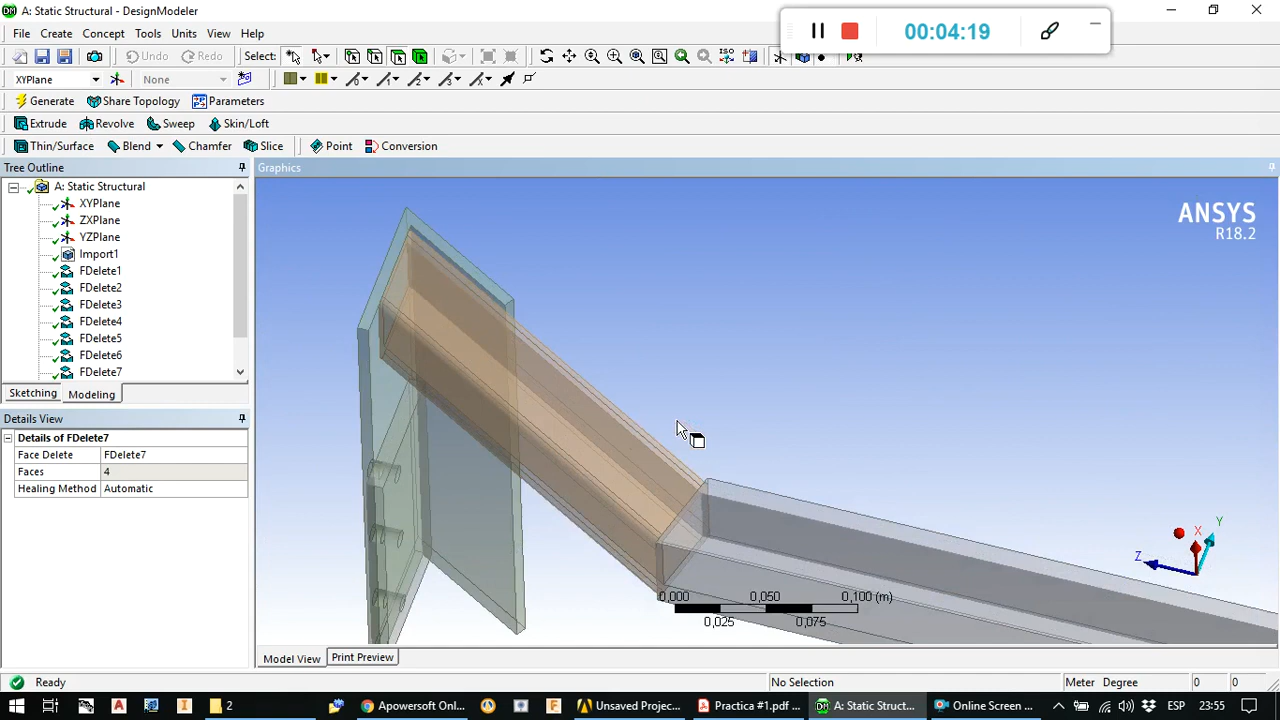 A: Static Structural - DesignModeler
00:04:19
File Create Concept Tools Units View Help
Undo Redo Select:
XYPlane None
Generate Share Topology Parameters
Extrude Revolve Sweep Skin/Loft
Thin/Surface Blend Chamfer Slice Point Conversion
Tree Outline
A: Static Structural
XYPlane
ZXPlane
YZPlane
Import1
FDelete1
FDelete2
FDelete3
FDelete4
FDelete5
FDelete6
FDelete7
Sketching Modeling
Details View
Details of FDelete7
Face Delete FDelete7
Faces 4
Healing Method Automatic
Graphics
ANSYS
R18.2
X
Y
Z
0,000 0,050 0,100 (m)
0,025 0,075
Model View Print Preview
Ready No Selection Meter Degree 0 0
2 Apowersoft Onl... Unsaved Projec... Practica #1.pdf ... A: Static Struct... Online Screen ... ESP 23:55